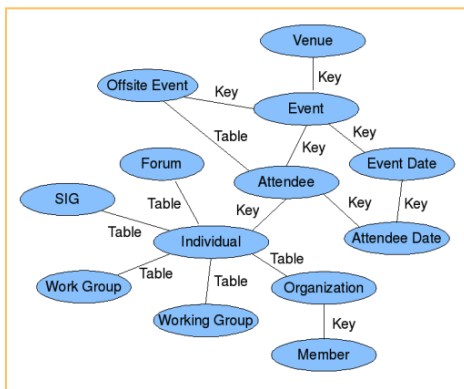 Venue
Key
Offsite Event
Key
Event
Table
Key
Key
Forum
Event Date
Attendee
SIG
Table
Key
Key
Key
Table
Individual
Attendee Date
Table
Table
Table
Work Group
Organization
Working Group
Key
Member